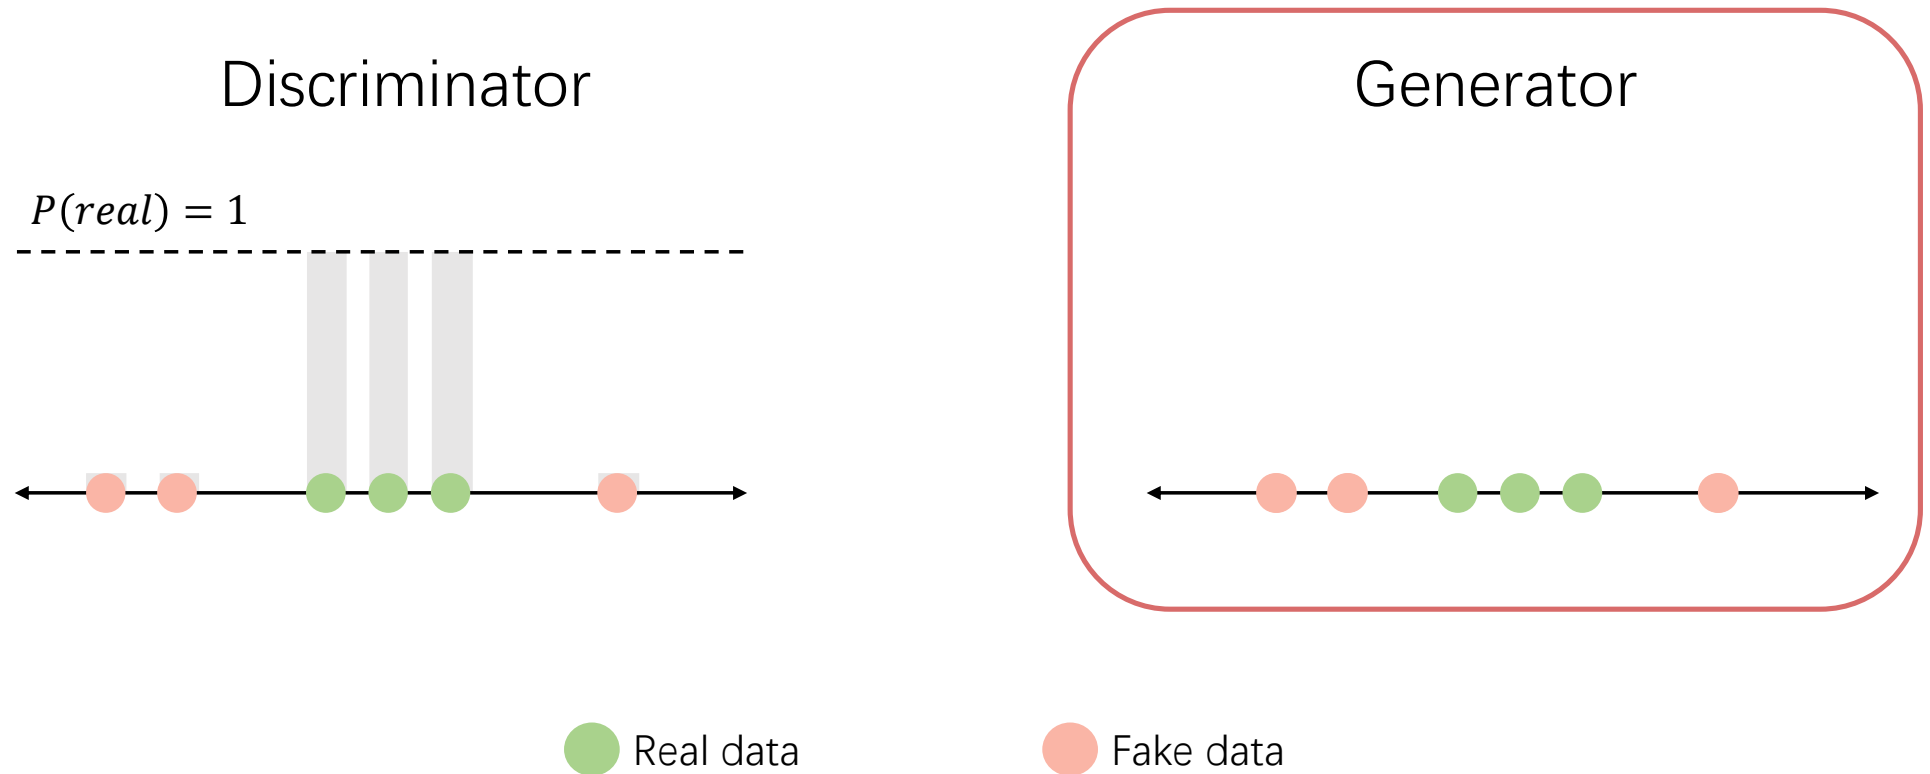 Discriminator
Generator
P(real) = 1
Real data
Fake data